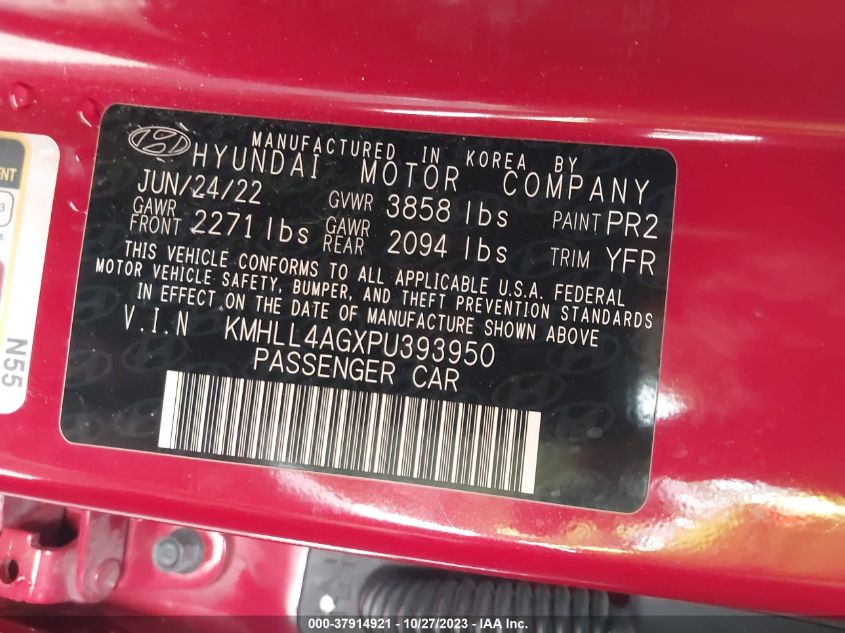 MANUFACTURED IN KOREA BY
HYUNDAI MOTOR COMPANY
JUN/24/22 GVWR 3858 lbs PAINT PR2
GAWR FRONT 2271 lbs GAWR REAR 2094 lbs TRIM YFR
THIS VEHICLE CONFORMS TO ALL APPLICABLE U.S.A. FEDERAL
MOTOR VEHICLE SAFETY, BUMPER, AND THEFT PREVENTION STANDARDS
IN EFFECT ON THE DATE OF MANUFACTURE SHOWN ABOVE
V.I.N KMHLL4AGXPU393950
PASSENGER CAR
N55
000-37914921 - 10/27/2023 - IAA Inc.